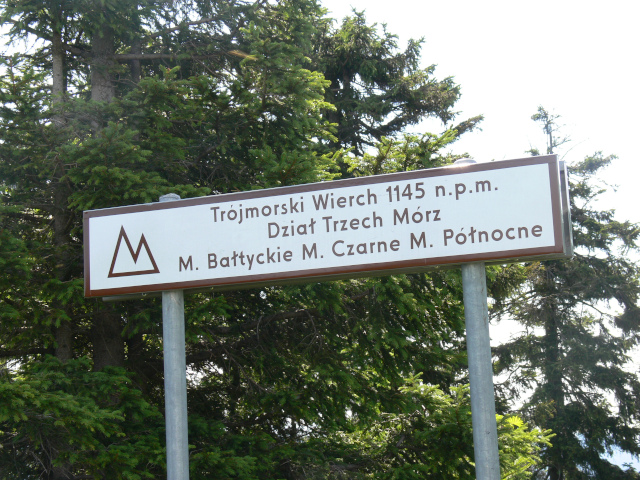 Trójmorski Wierch 1145 n.p.m.
Dział Trzech Mórz
M. Bałtyckie M. Czarne M. Północne